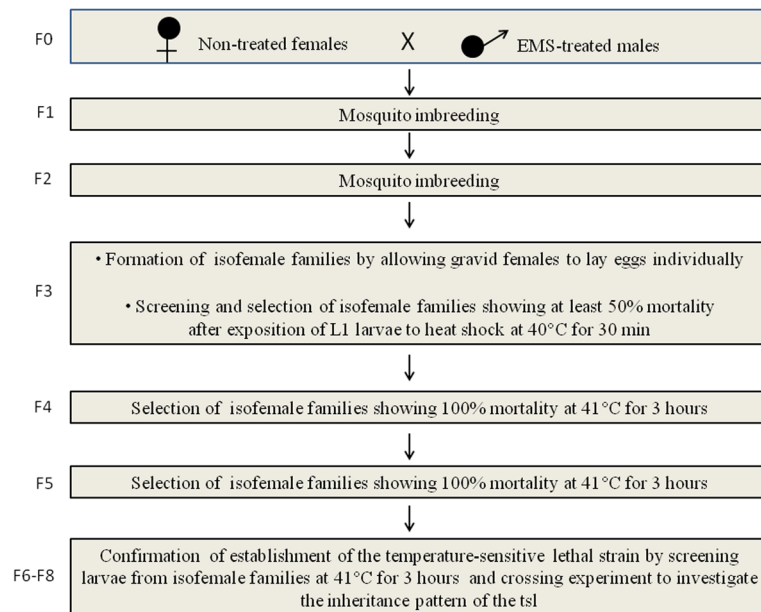 F0
Non-treated females X EMS-treated males
F1
Mosquito imbreeding
F2
Mosquito imbreeding
F3
• Formation of isofemale families by allowing gravid females to lay eggs individually
• Screening and selection of isofemale families showing at least 50% mortality
after exposition of L1 larvae to heat shock at 40°C for 30 min
F4
Selection of isofemale families showing 100% mortality at 41°C for 3 hours
F5
Selection of isofemale families showing 100% mortality at 41°C for 3 hours
F6-F8
Confirmation of establishment of the temperature-sensitive lethal strain by screening
larvae from isofemale families at 41°C for 3 hours and crossing experiment to investigate
the inheritance pattern of the tsl